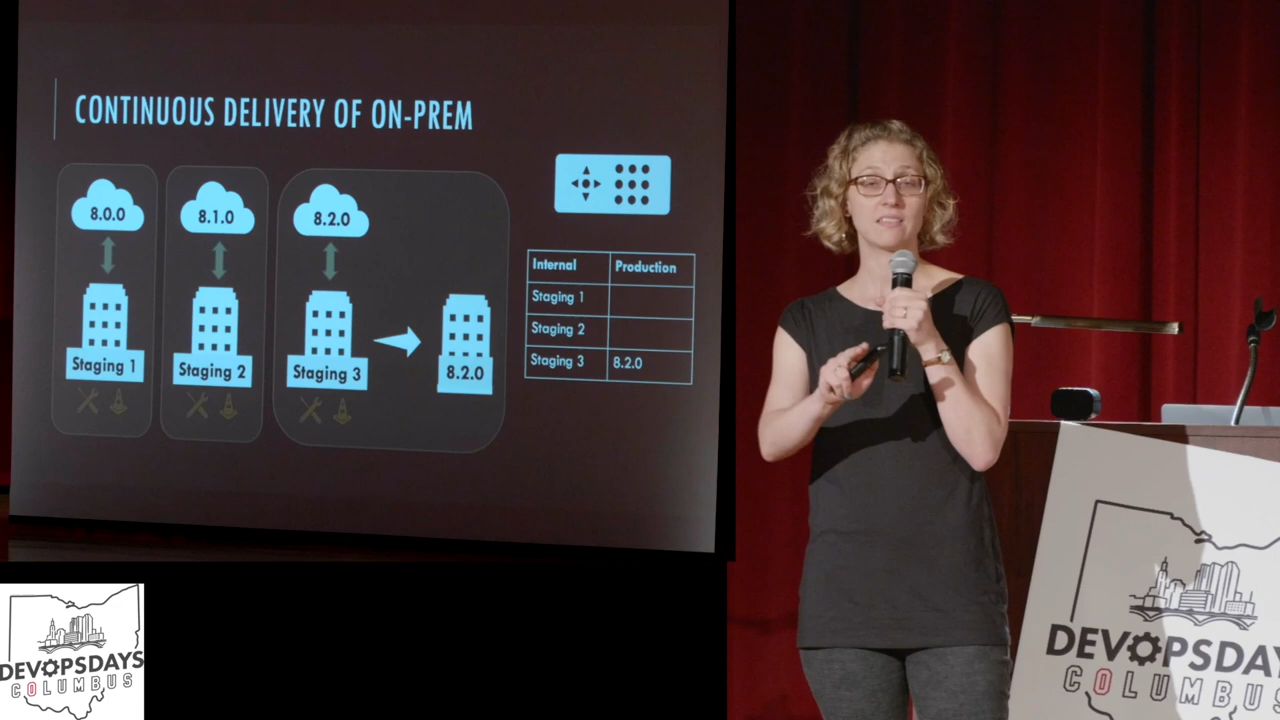 CONTINUOUS DELIVERY OF ON-PREM
8.0.0
8.1.0
8.2.0
Staging 1
Staging 2
Staging 3
8.2.0
Internal Production
Staging 1
Staging 2
Staging 3 8.2.0
DEVOPSDAYS
COLUMBUS
DEVOPSDAY
COLUMBUS